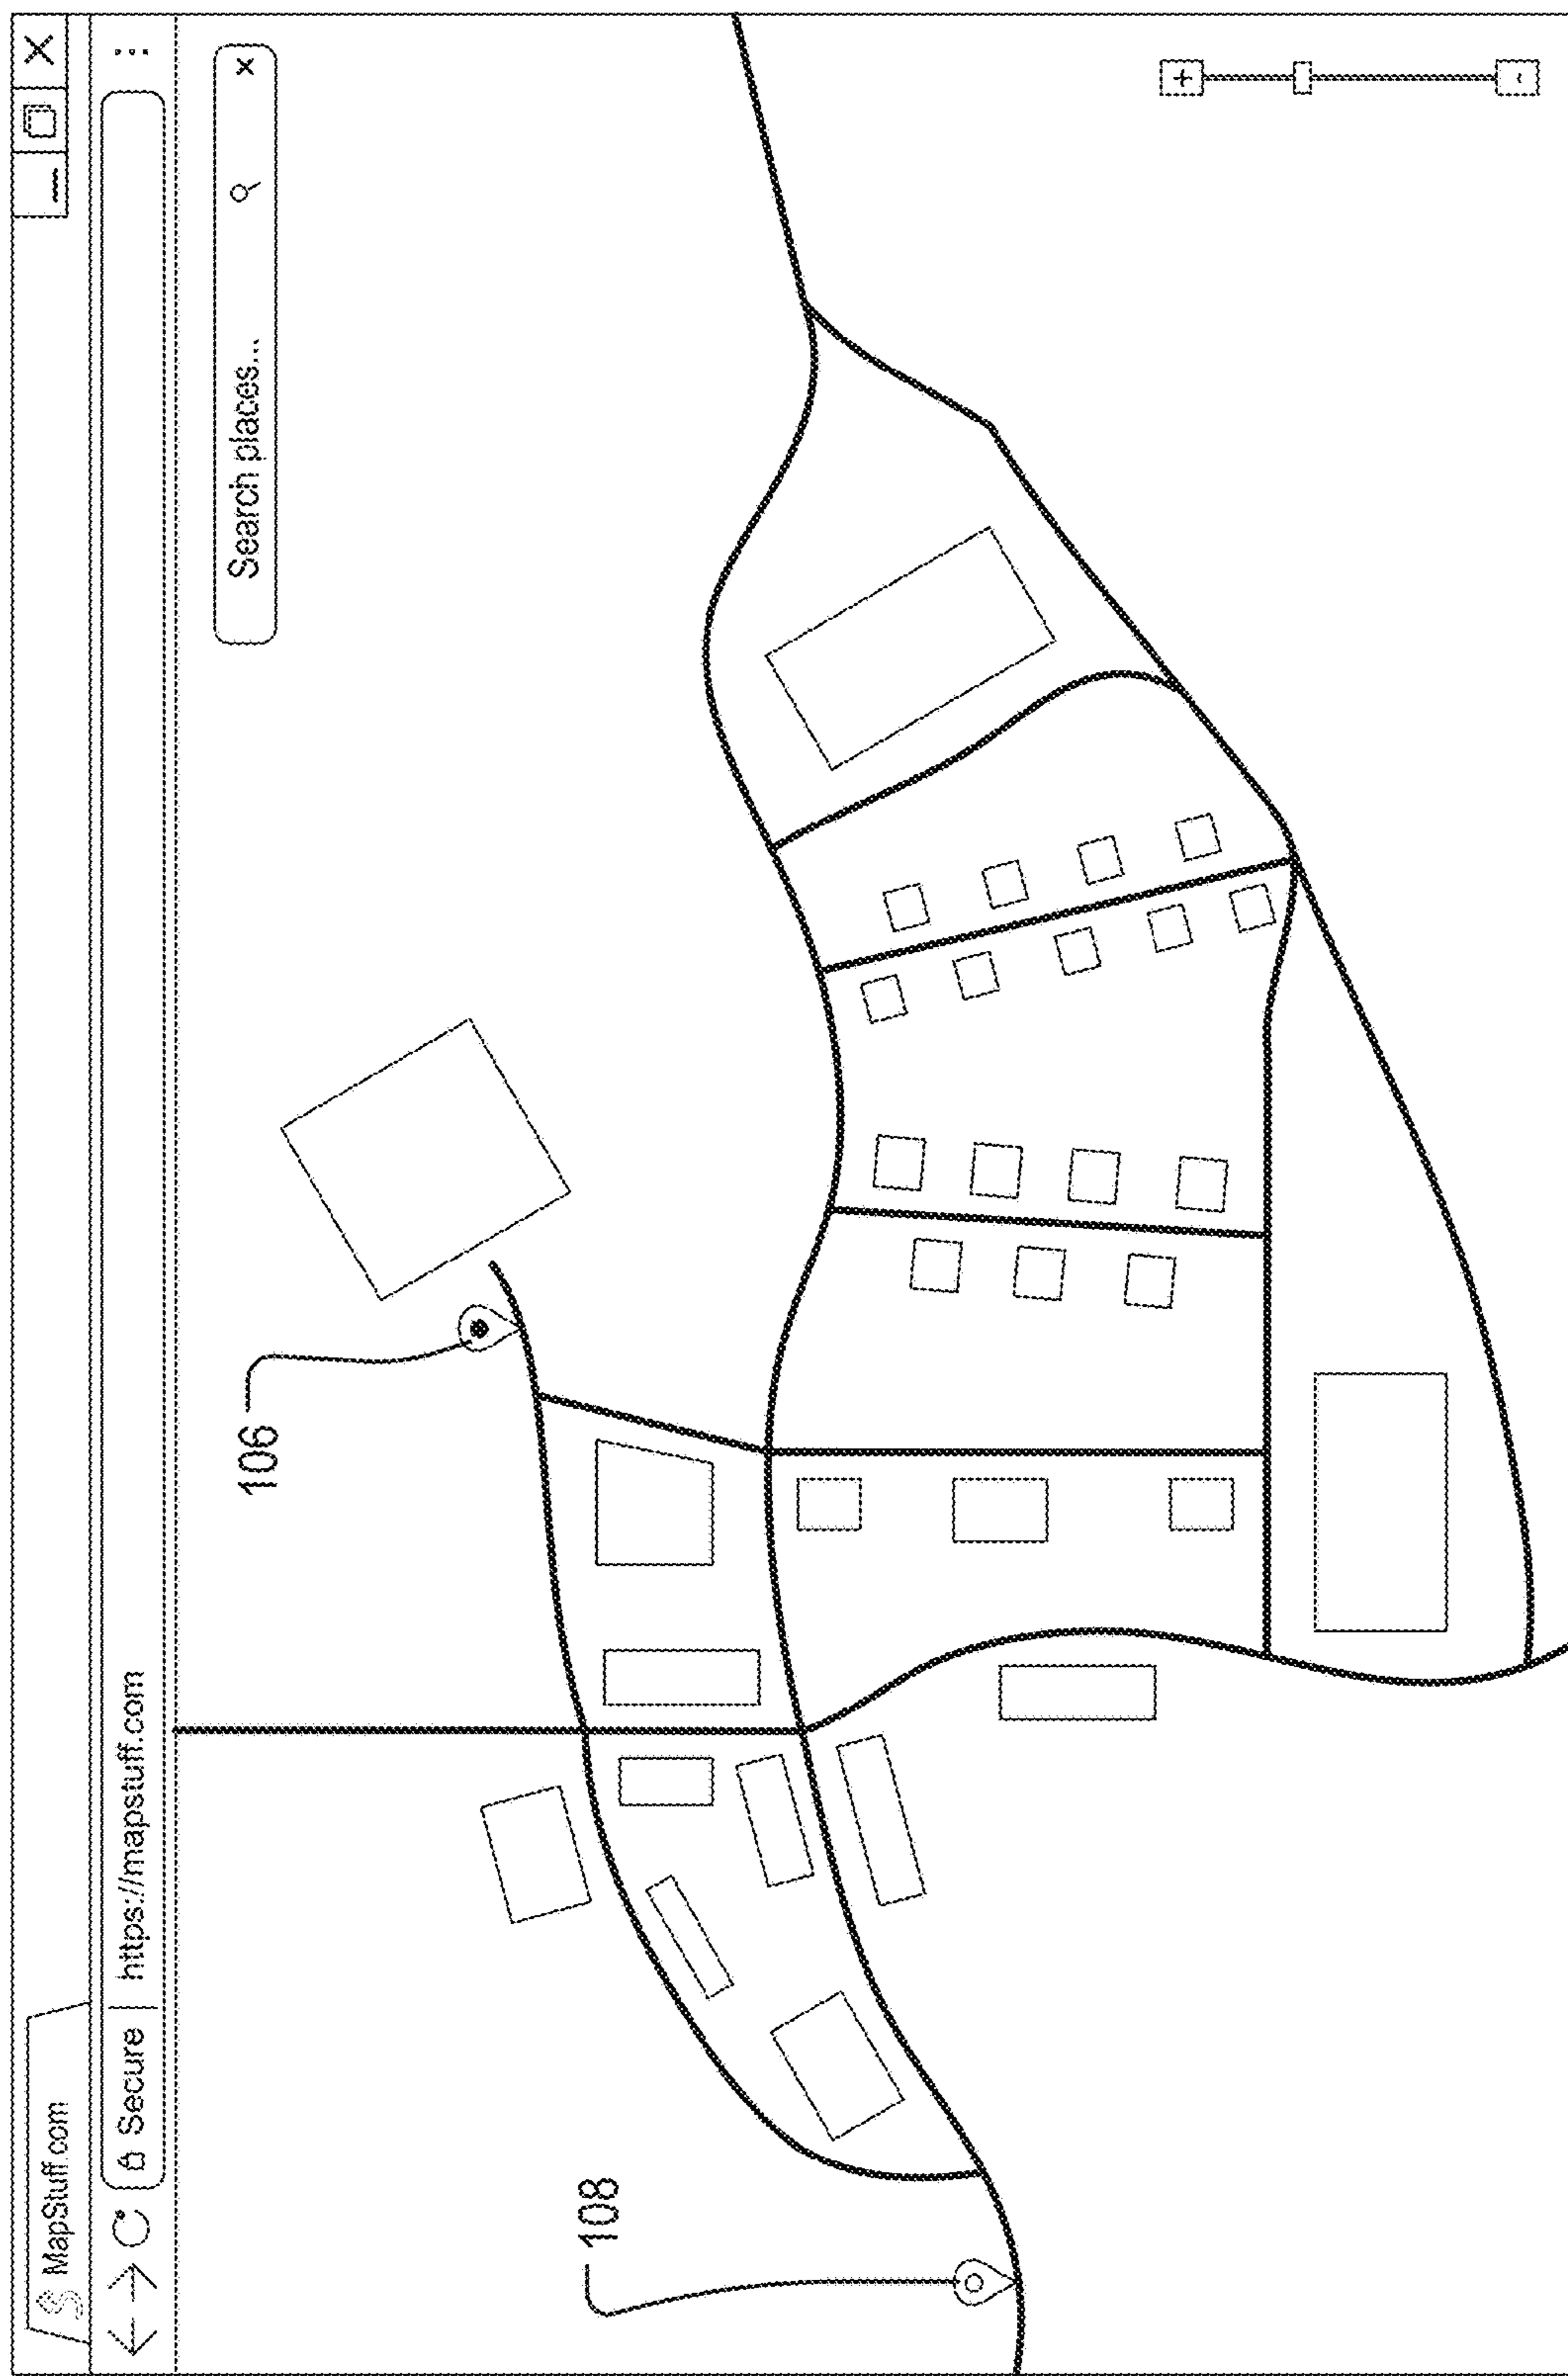 MapStuff.com
Secure
https://mapstuff.com
Search places...
106
108
+
-